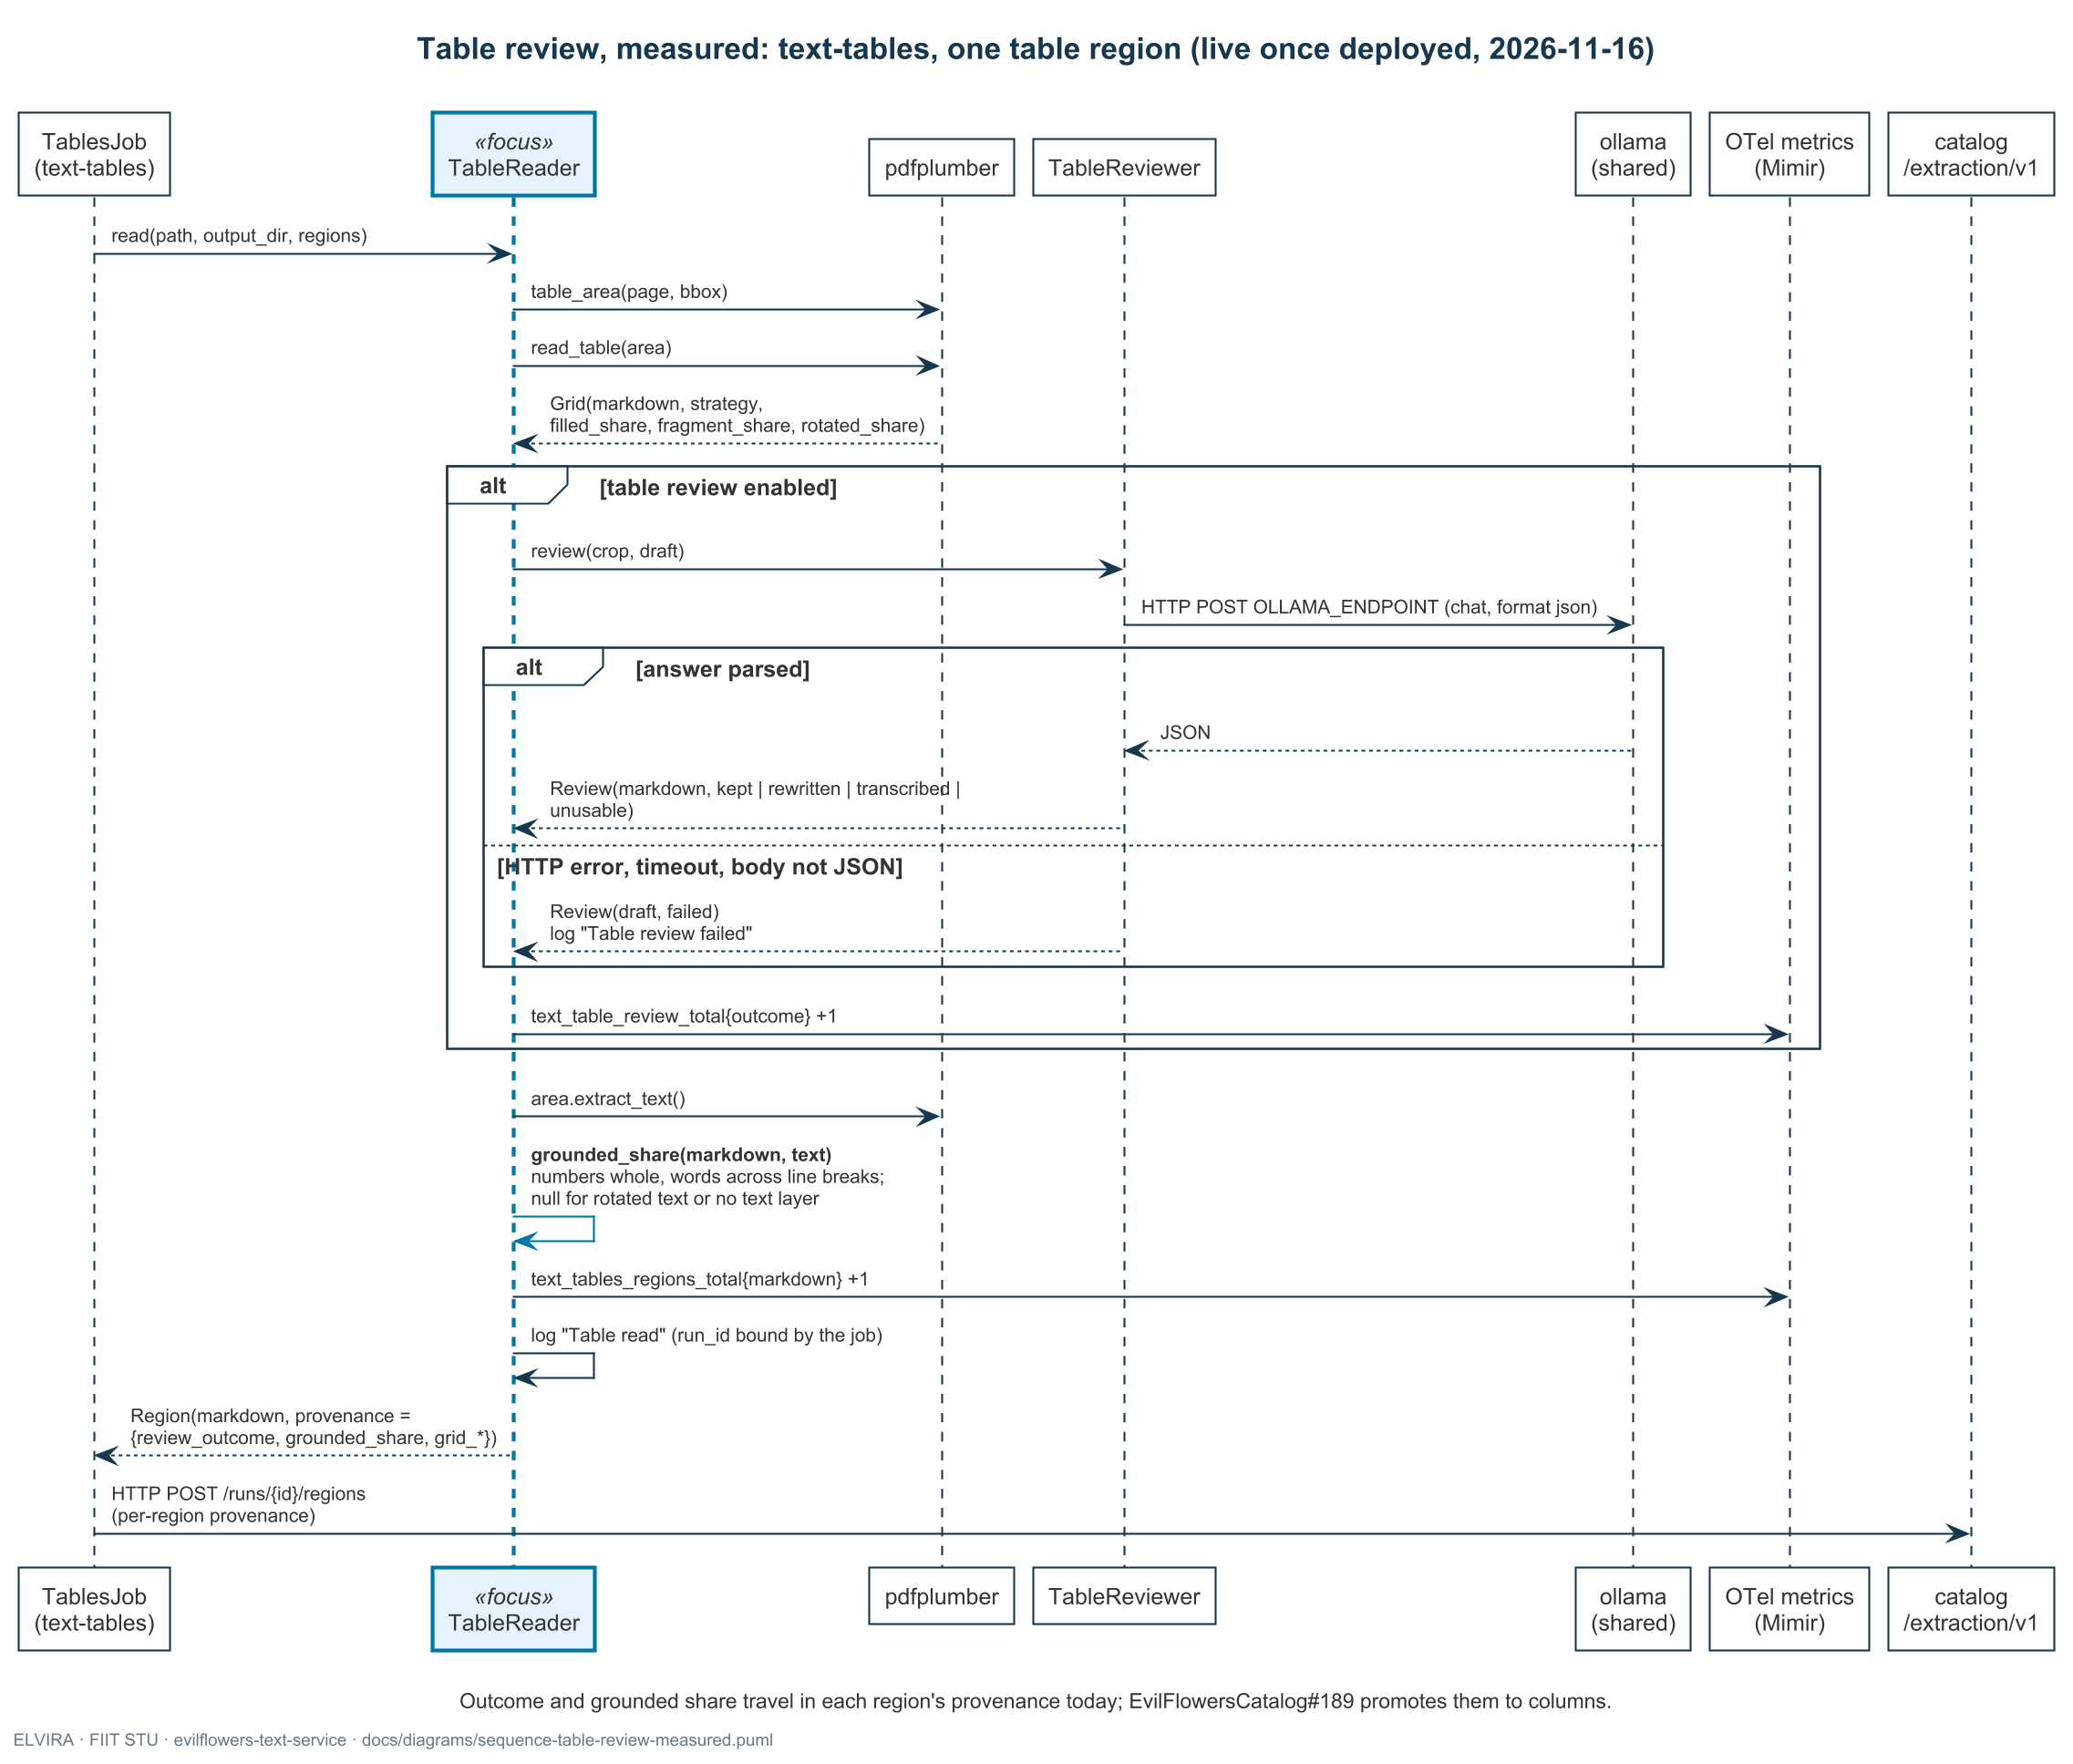 Table review, measured: text-tables, one table region (live once deployed, 2026-11-16)
TablesJob
(text-tables)
«focus»
TableReader
pdfplumber
TableReviewer
ollama
(shared)
OTel metrics
(Mimir)
catalog
/extraction/v1
read(path, output_dir, regions)
table_area(page, bbox)
read_table(area)
Grid(markdown, strategy,
filled_share, fragment_share, rotated_share)
alt [table review enabled]
review(crop, draft)
HTTP POST OLLAMA_ENDPOINT (chat, format json)
alt [answer parsed]
JSON
Review(markdown, kept | rewritten | transcribed |
unusable)
[HTTP error, timeout, body not JSON]
Review(draft, failed)
log "Table review failed"
text_table_review_total{outcome} +1
area.extract_text()
grounded_share(markdown, text)
numbers whole, words across line breaks;
null for rotated text or no text layer
text_tables_regions_total{markdown} +1
log "Table read" (run_id bound by the job)
Region(markdown, provenance =
{review_outcome, grounded_share, grid_*})
HTTP POST /runs/{id}/regions
(per-region provenance)
TablesJob
(text-tables)
«focus»
TableReader
pdfplumber
TableReviewer
ollama
(shared)
OTel metrics
(Mimir)
catalog
/extraction/v1
Outcome and grounded share travel in each region's provenance today; EvilFlowersCatalog#189 promotes them to columns.
ELVIRA · FIIT STU · evilflowers-text-service · docs/diagrams/sequence-table-review-measured.puml